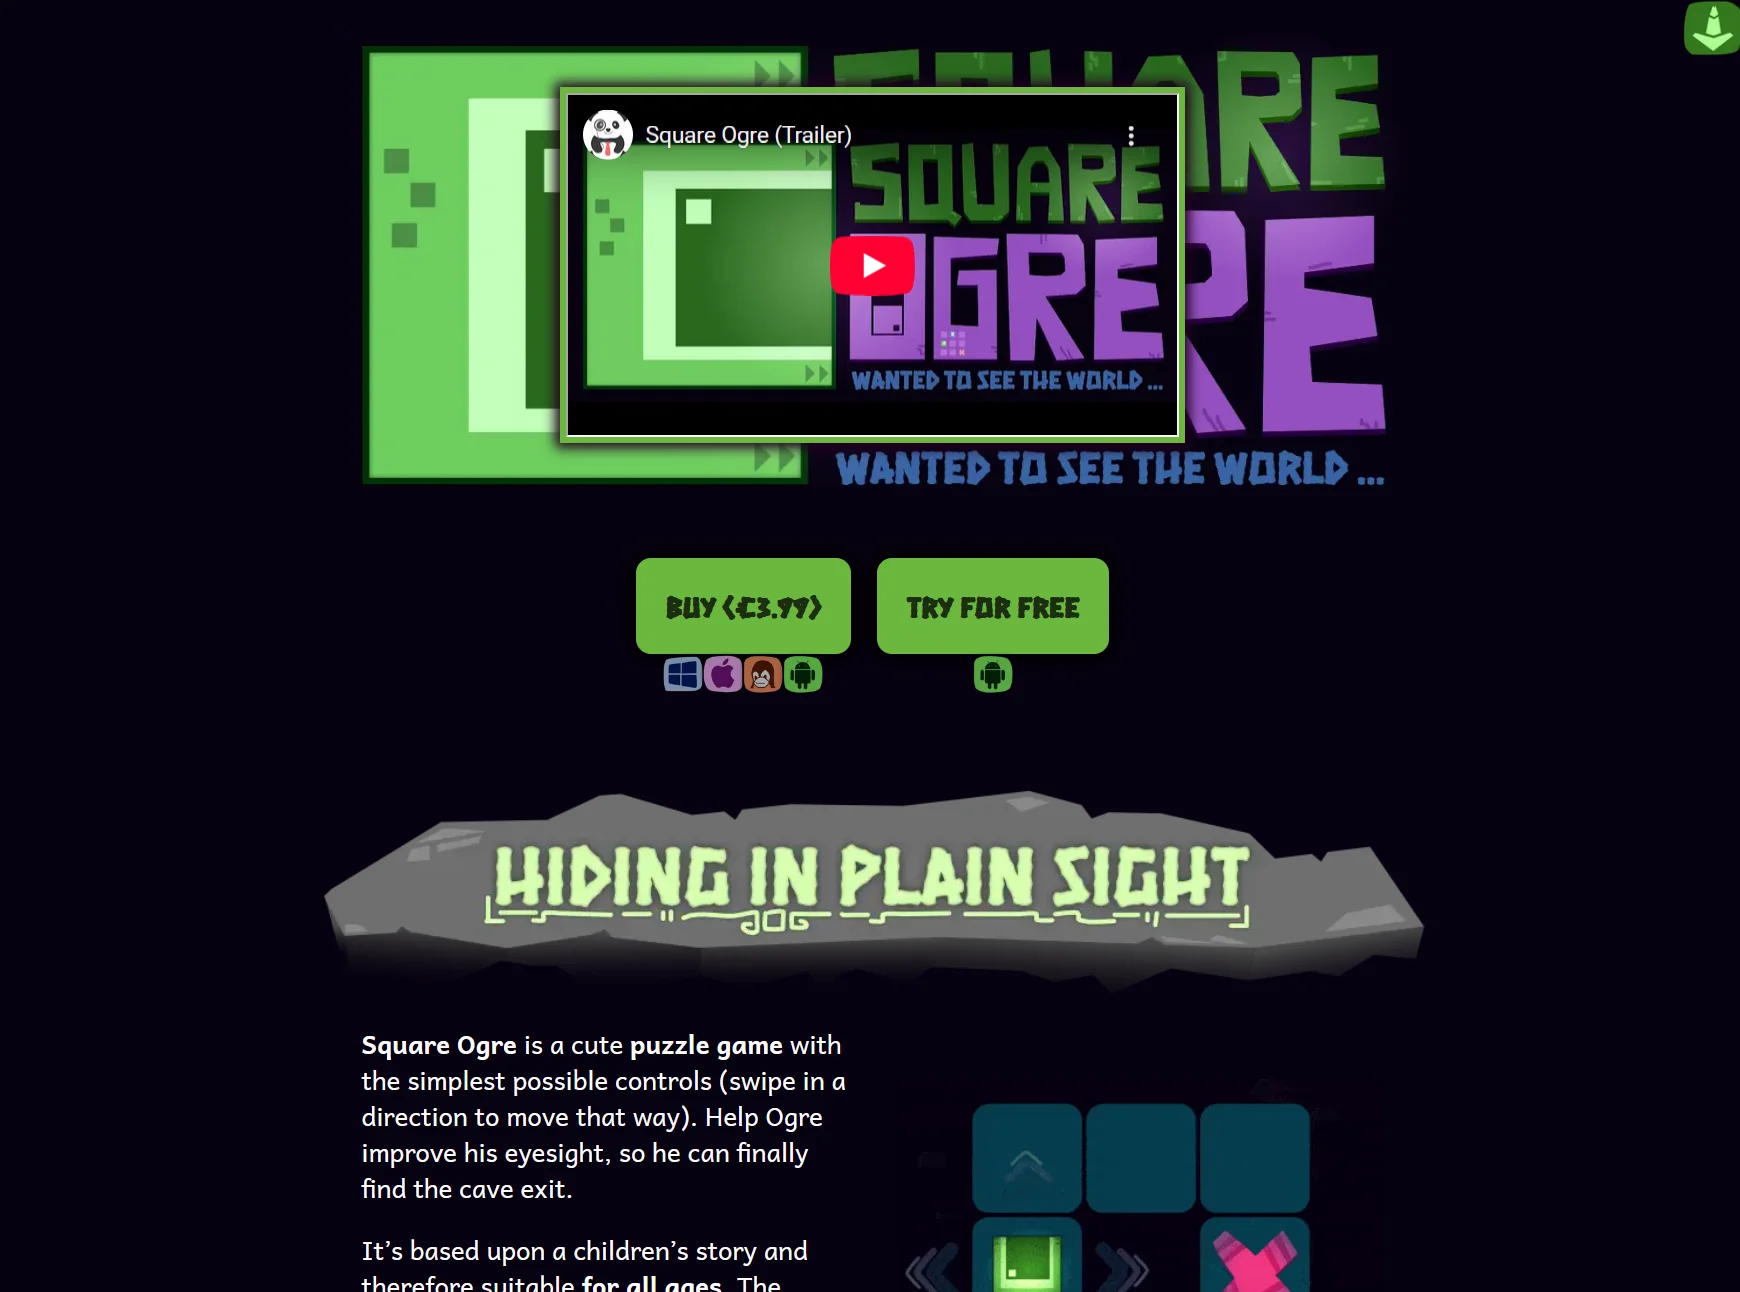 SQUARE
OGRE
WANTED TO SEE THE WORLD ...
Square Ogre (Trailer)
SQUARE
OGRE
WANTED TO SEE THE WORLD ...
BUY (€3.99)
TRY FOR FREE
HIDING IN PLAIN SIGHT
Square Ogre is a cute puzzle game with
the simplest possible controls (swipe in a
direction to move that way). Help Ogre
improve his eyesight, so he can finally
find the cave exit.
It’s based upon a children’s story and
therefore suitable for all ages. The